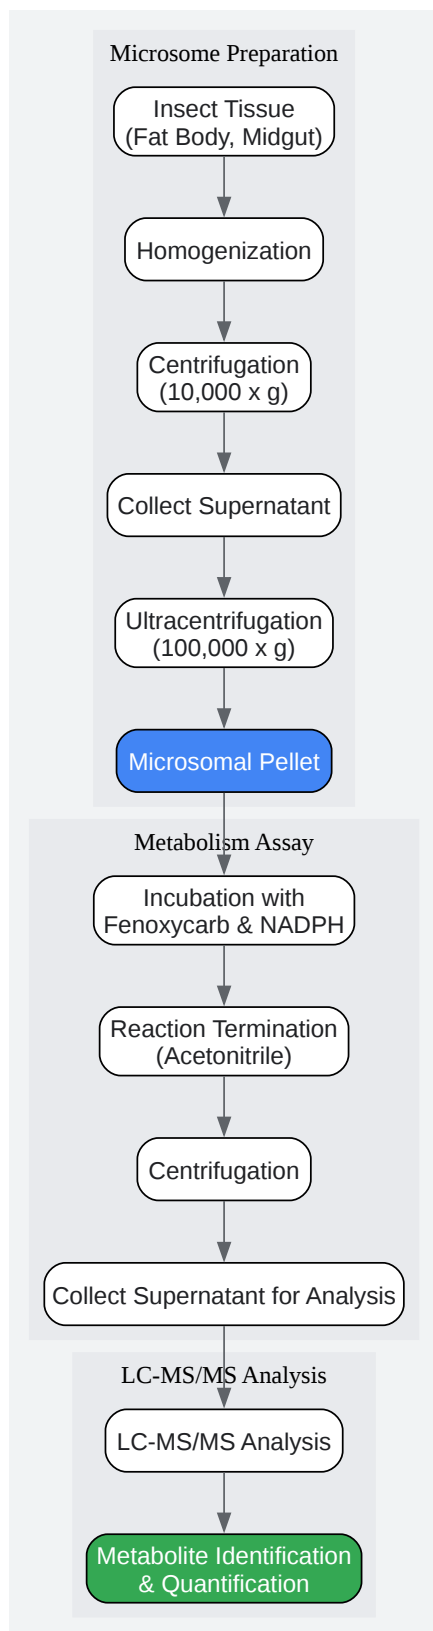 Microsome Preparation
Insect Tissue
(Fat Body, Midgut)
Homogenization
Centrifugation
(10,000 x g)
Collect Supernatant
Ultracentrifugation
(100,000 x g)
Microsomal Pellet
Metabolism Assay
Incubation with
Fenoxycarb & NADPH
Reaction Termination
(Acetonitrile)
Centrifugation
Collect Supernatant for Analysis
LC-MS/MS Analysis
LC-MS/MS Analysis
Metabolite Identification
& Quantification